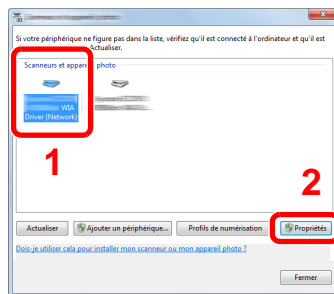 Si votre périphérique ne figure pas dans la liste, vérifiez qu'il est connecté à l'ordinateur et qu'il est
Actualiser.
Scanneurs et appareil photo
WIA
Driver (Network)
1
2
Actualiser
Ajouter un périphérique...
Profils de numérisation
Propriétés
Dois-je utiliser cela pour installer mon scanneur ou mon appareil photo ?
Fermer